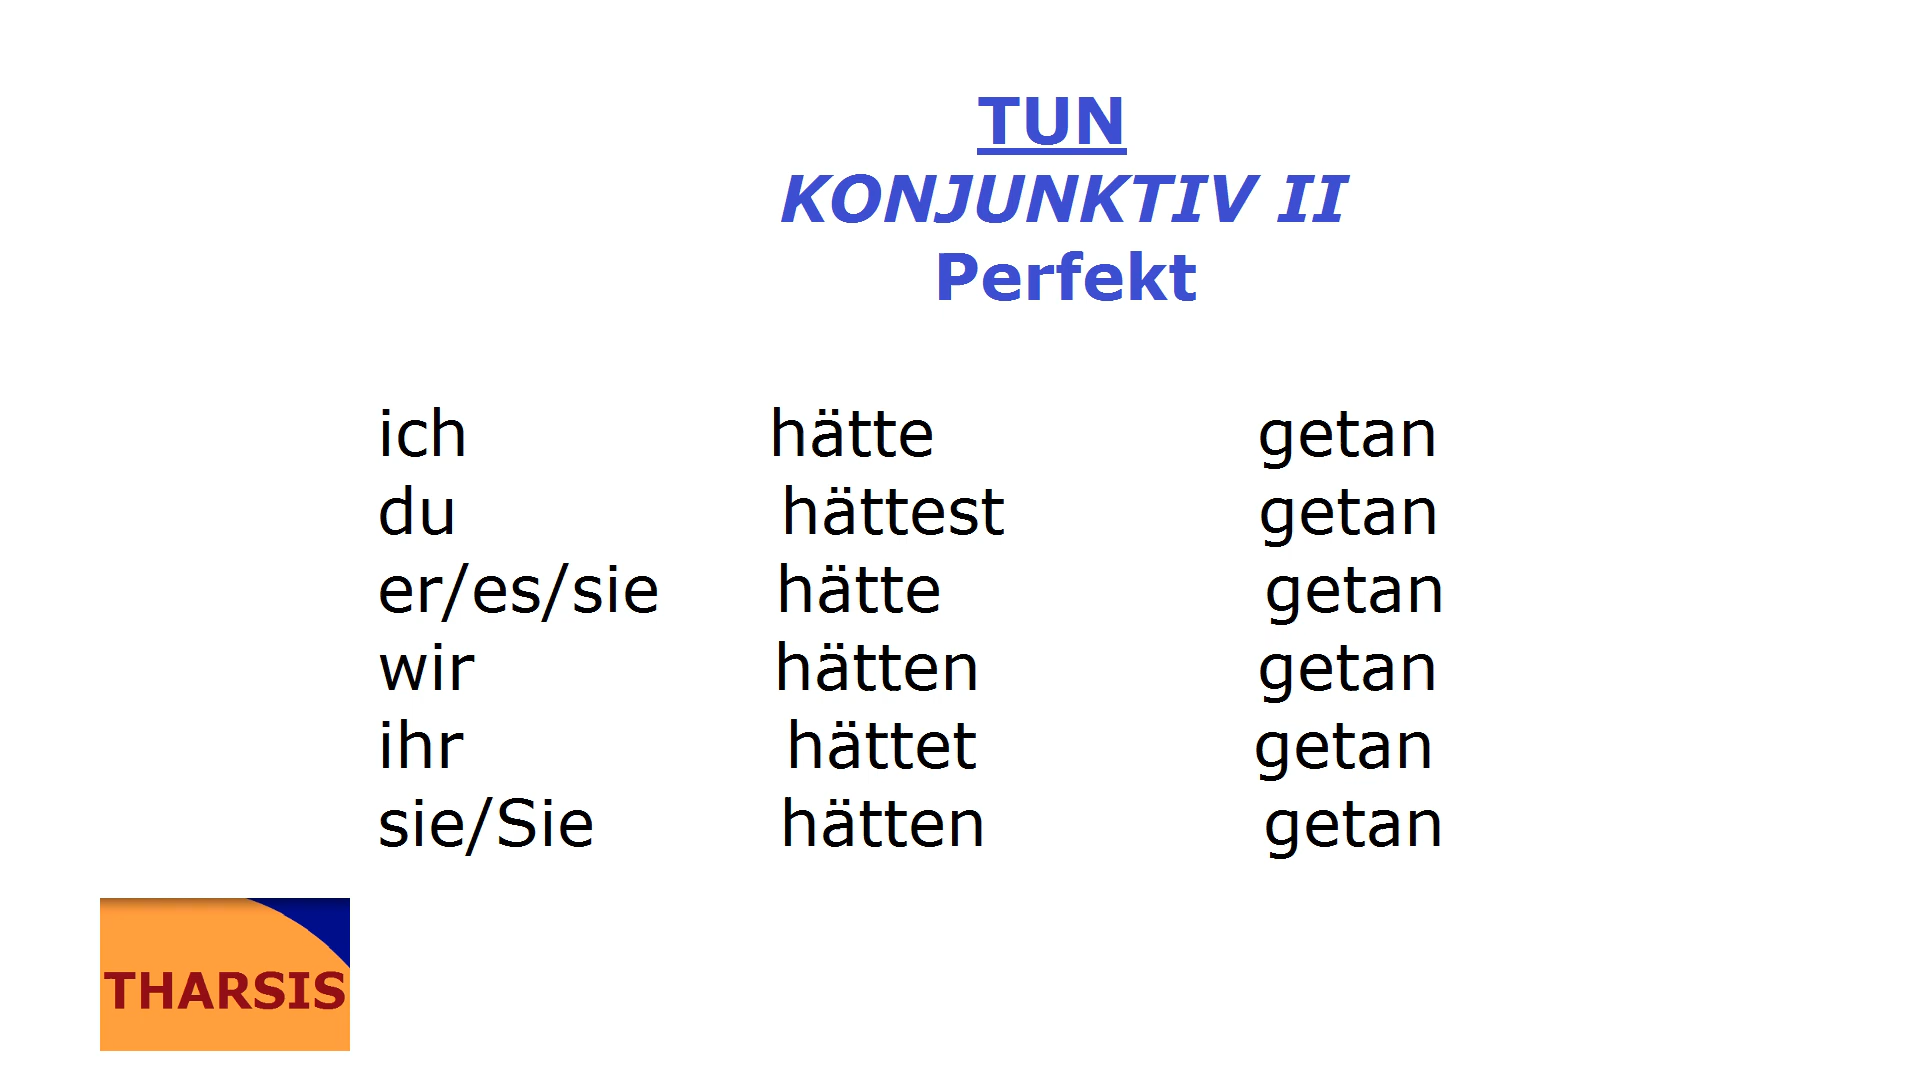 TUN
KONJUNKTIV II
Perfekt
ich hätte getan
du hättest getan
er/es/sie hätte getan
wir hätten getan
ihr hättet getan
sie/Sie hätten getan
THARSIS